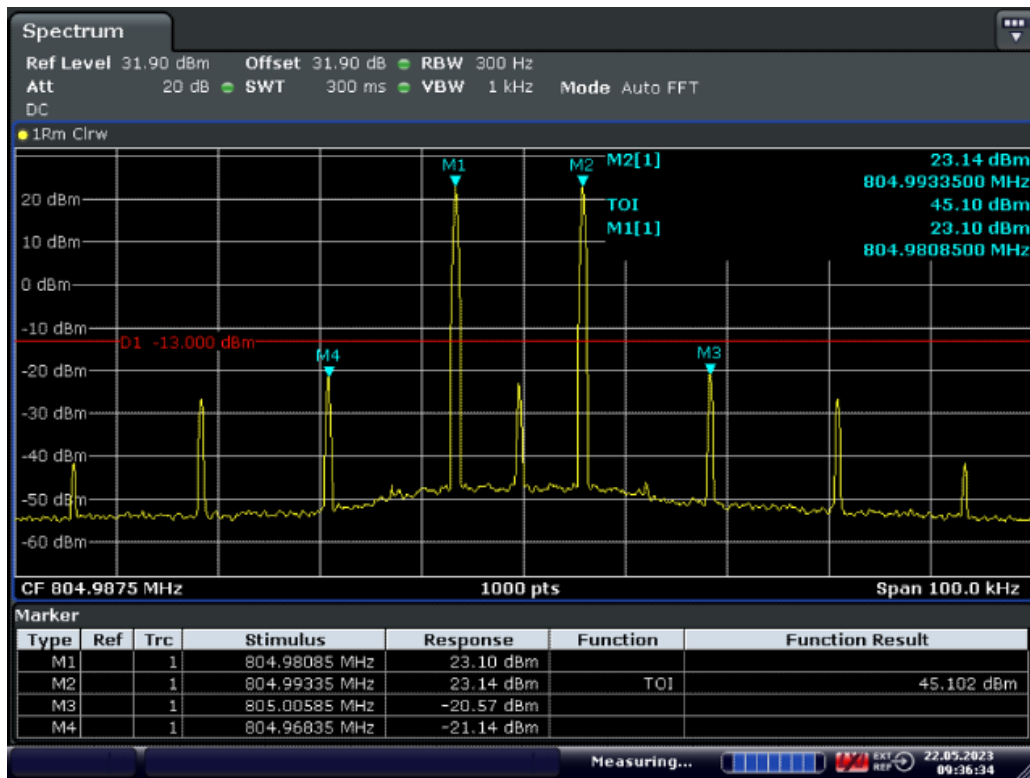 Spectrum
Ref Level 31.90 dBm Offset 31.90 dB RBW 300 Hz
Att 20 dB SWT 300 ms VBW 1 kHz Mode Auto FFT
DC
1Rm Clrw
M1 M2 M2[1] 23.14 dBm
804.9933500 MHz
20 dBm TOI 45.10 dBm
M1[1] 23.10 dBm
10 dBm 804.9808500 MHz
0 dBm
-10 dBm
D1 -13.000 dBm
M4 M3
-20 dBm
-30 dBm
-40 dBm
-50 dBm
-60 dBm
CF 804.9875 MHz 1000 pts Span 100.0 kHz
Marker
Type Ref Trc Stimulus Response Function Function Result
M1 1 804.98085 MHz 23.10 dBm
M2 1 804.99335 MHz 23.14 dBm TOI 45.102 dBm
M3 1 805.00585 MHz -20.57 dBm
M4 1 804.96835 MHz -21.14 dBm
Measuring... EXT REF 22.05.2023
09:36:34